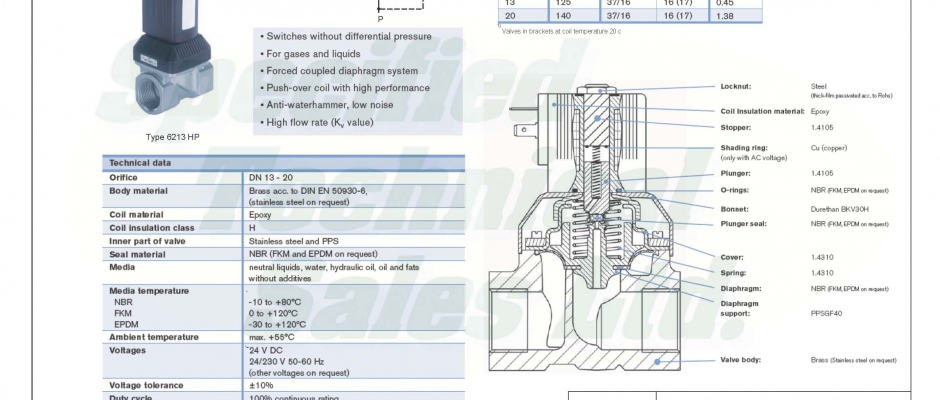 P
• Switches without differential pressure
• For gases and liquids
• Forced coupled diaphragm system
• Push-over coil with high performance
• Anti-waterhammer, low noise
• High flow rate (Kv value)
Type 6213 HP
13 125 37/16 16 (17) 0.45
20 140 37/16 16 (17) 1.38
Valves in brackets at coil temperature 20 c
Technical data
Orifice DN 13 - 20
Body material Brass acc. to DIN EN 50930-6,
(stainless steel on request)
Coil material Epoxy
Coil insulation class H
Inner part of valve Stainless steel and PPS
Seal material NBR (FKM and EPDM on request)
Media neutral liquids, water, hydraulic oil, oil and fats
without additives
Media temperature
NBR -10 to +80°C
FKM 0 to +120°C
EPDM -30 to +120°C
Ambient temperature max. +55°C
Voltages 24 V DC
24/230 V 50-60 Hz
(other voltages on request)
Voltage tolerance ±10%
Duty cycle 100% continuous rating
Locknut: Steel
(thick-film passivated acc. to Rohs)
Coil Insulation material: Epoxy
Stopper: 1.4105
Shading ring: Cu (copper)
(only with AC voltage)
Plunger: 1.4105
O-rings: NBR (FKM, EPDM on request)
Bonnet: Durethan BKV30H
Plunger seal: NBR (FKM, EPDM on request)
Cover: 1.4310
Spring: 1.4310
Diaphragm: NBR (FKM, EPDM on request)
Diaphragm
support: PPSGF40
Valve body: Brass (Stainless steel on request)
Specified
Technical
Sales Ltd.